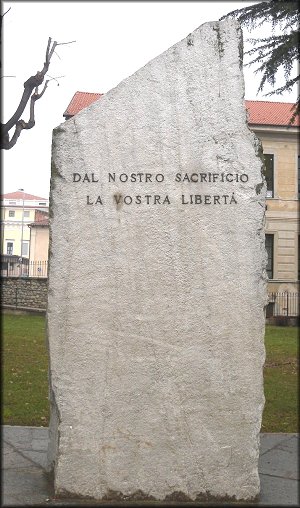 DAL NOSTRO SACRIFICIO
LA VOSTRA LIBERTÀ